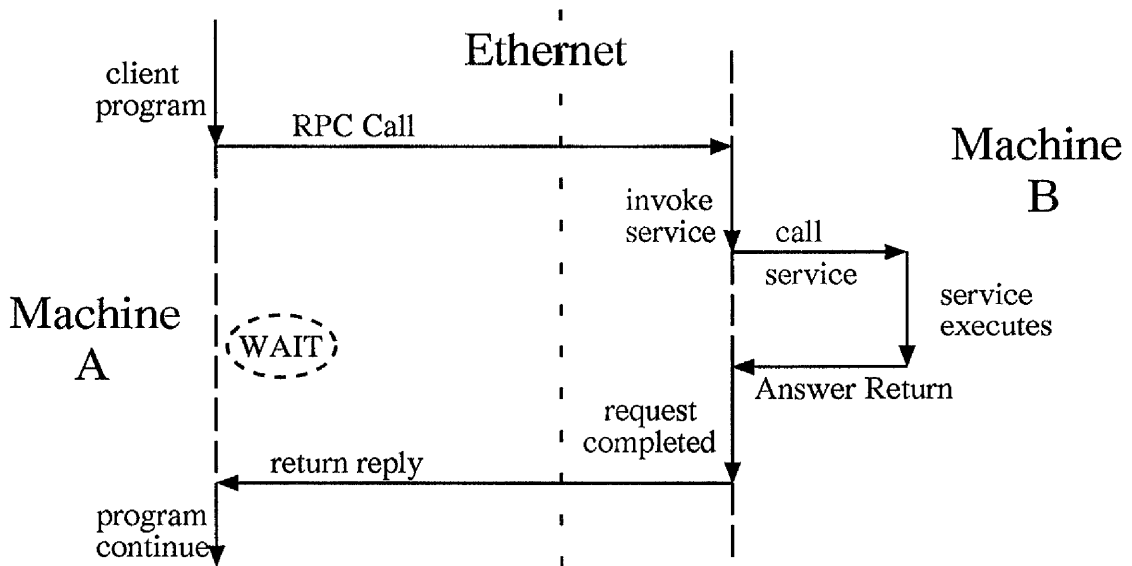 Ethernet
client
program
RPC Call
Machine
B
invoke
service
call
service
service
executes
Machine
A
WAIT
Answer Return
request
completed
return reply
program
continue